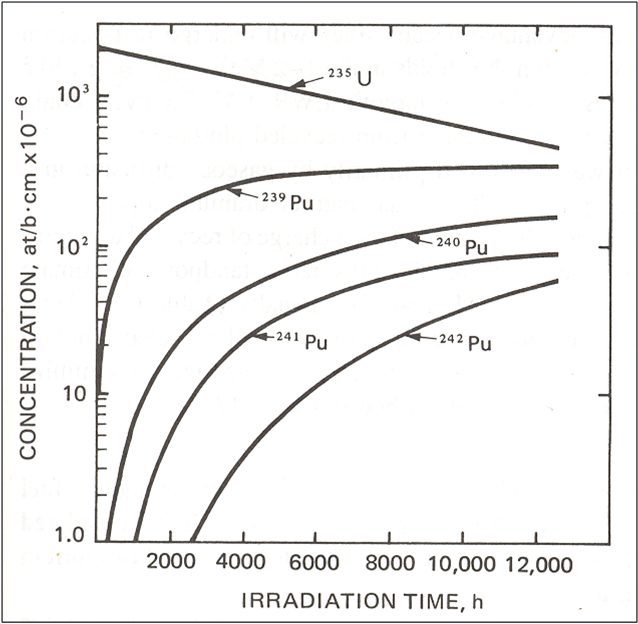 CONCENTRATION at/b·cm x10⁻⁶
10³
10²
10
1.0
²³⁵U
²³⁹Pu
²⁴⁰Pu
²⁴¹Pu
²⁴²Pu
2000 4000 6000 8000 10,000 12,000
IRRADIATION TIME, h